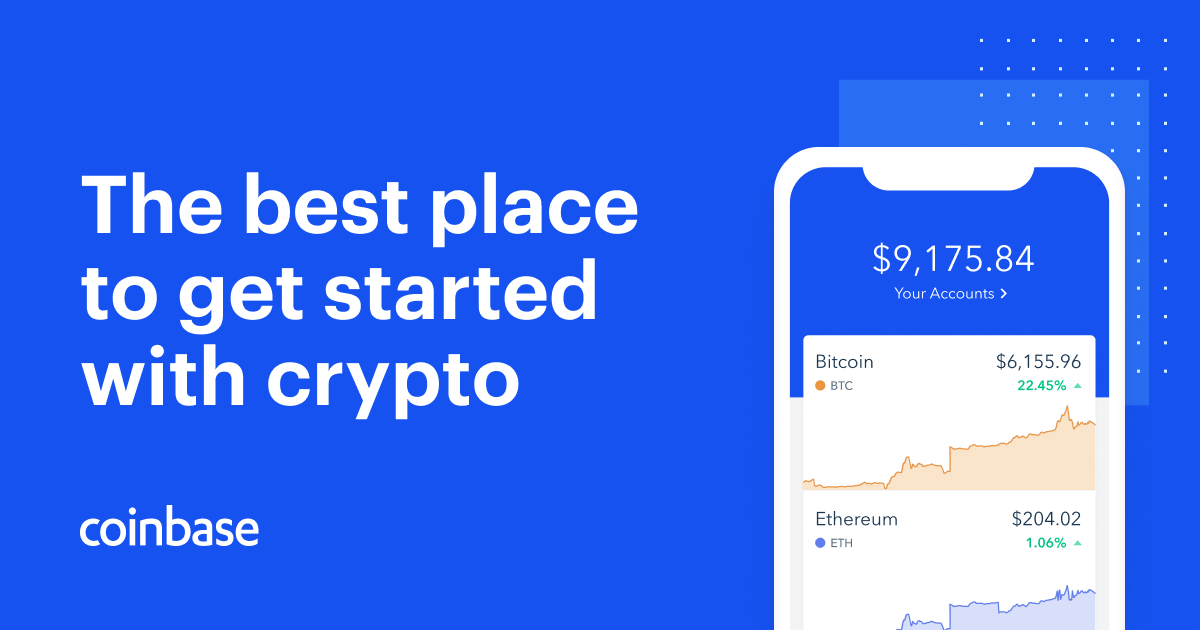 The best place
to get started
with crypto
coinbase
$9,175.84
Your Accounts >
Bitcoin $6,155.96
BTC 22.45%
Ethereum $204.02
ETH 1.06%